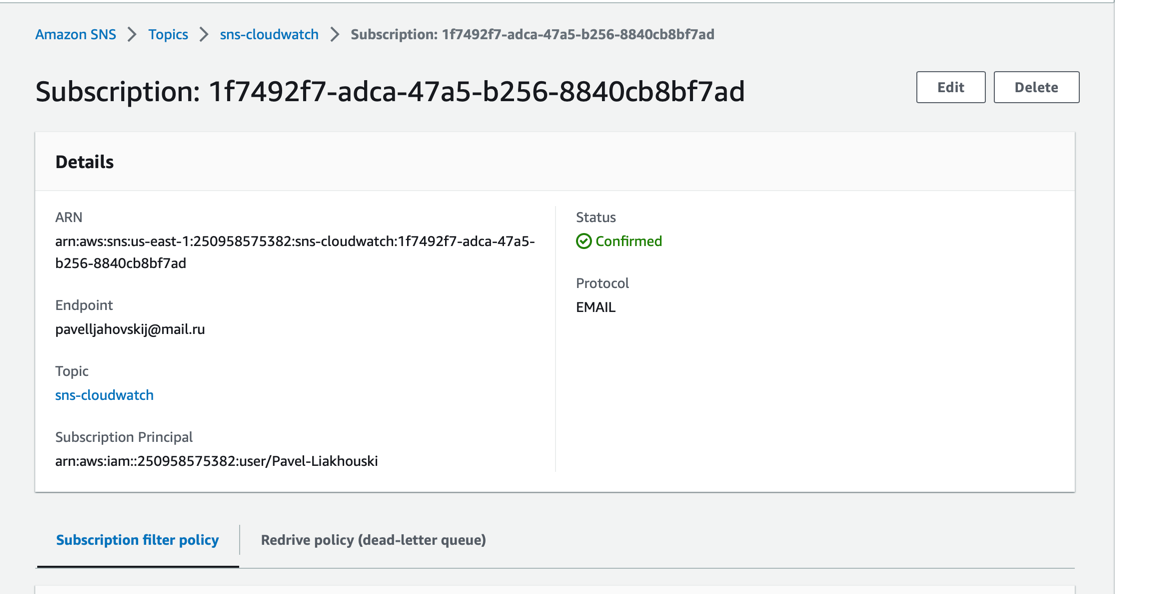 Amazon SNS > Topics > sns-cloudwatch > Subscription: 1f7492f7-adca-47a5-b256-8840cb8bf7ad
Subscription: 1f7492f7-adca-47a5-b256-8840cb8bf7ad
Edit
Delete
Details
ARN
arn:aws:sns:us-east-1:250958575382:sns-cloudwatch:1f7492f7-adca-47a5-
b256-8840cb8bf7ad
Endpoint
pavelljahovskij@mail.ru
Topic
sns-cloudwatch
Subscription Principal
arn:aws:iam::250958575382:user/Pavel-Liakhouski
Status
Confirmed
Protocol
EMAIL
Subscription filter policy
Redrive policy (dead-letter queue)